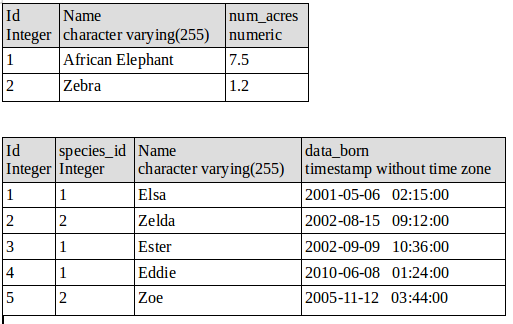 Id Name num_acres
Integer character varying(255) numeric
1 African Elephant 7.5
2 Zebra 1.2
Id species_id Name data_born
Integer Integer character varying(255) timestamp without time zone
1 1 Elsa 2001-05-06 02:15:00
2 2 Zelda 2002-08-15 09:12:00
3 1 Ester 2002-09-09 10:36:00
4 1 Eddie 2010-06-08 01:24:00
5 2 Zoe 2005-11-12 03:44:00